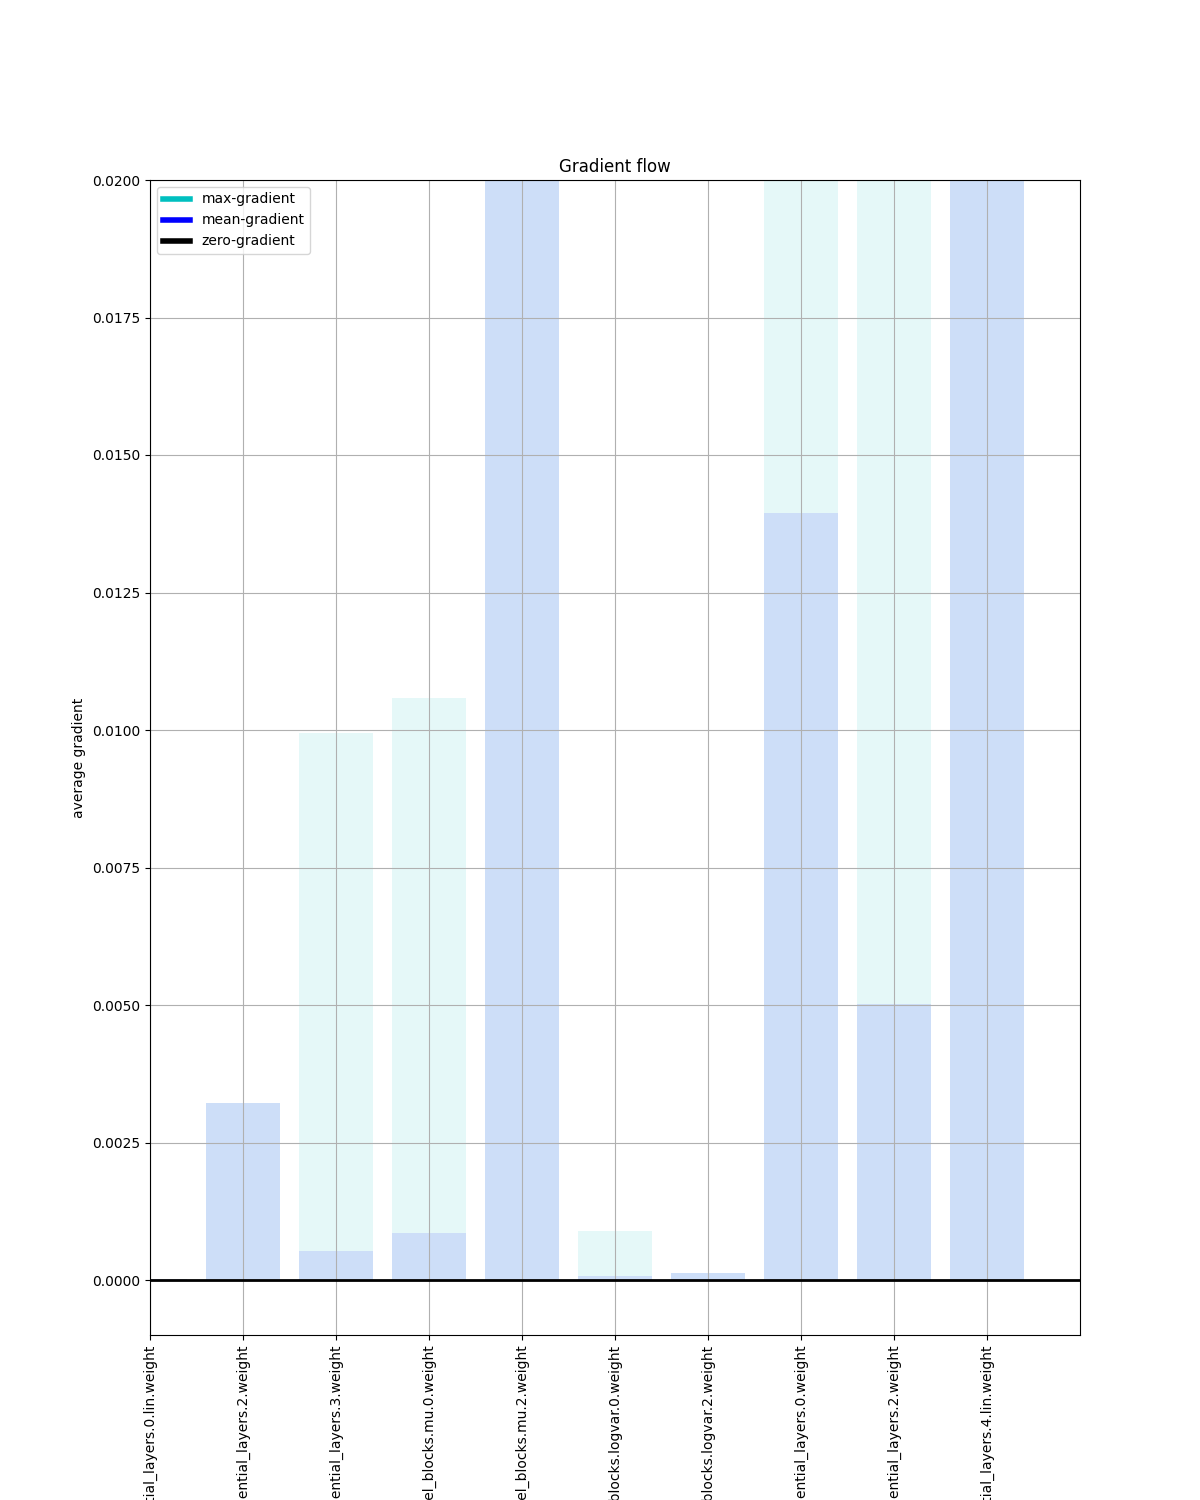 Gradient flow
max-gradient
mean-gradient
zero-gradient
0.0200
0.0175
0.0150
0.0125
0.0100
0.0075
0.0050
0.0025
0.0000
average gradient
tial_layers.0.lin.weight
ential_layers.2.weight
ential_layers.3.weight
el_blocks.mu.0.weight
el_blocks.mu.2.weight
blocks.logvar.0.weight
blocks.logvar.2.weight
ential_layers.0.weight
ential_layers.2.weight
tial_layers.4.lin.weight